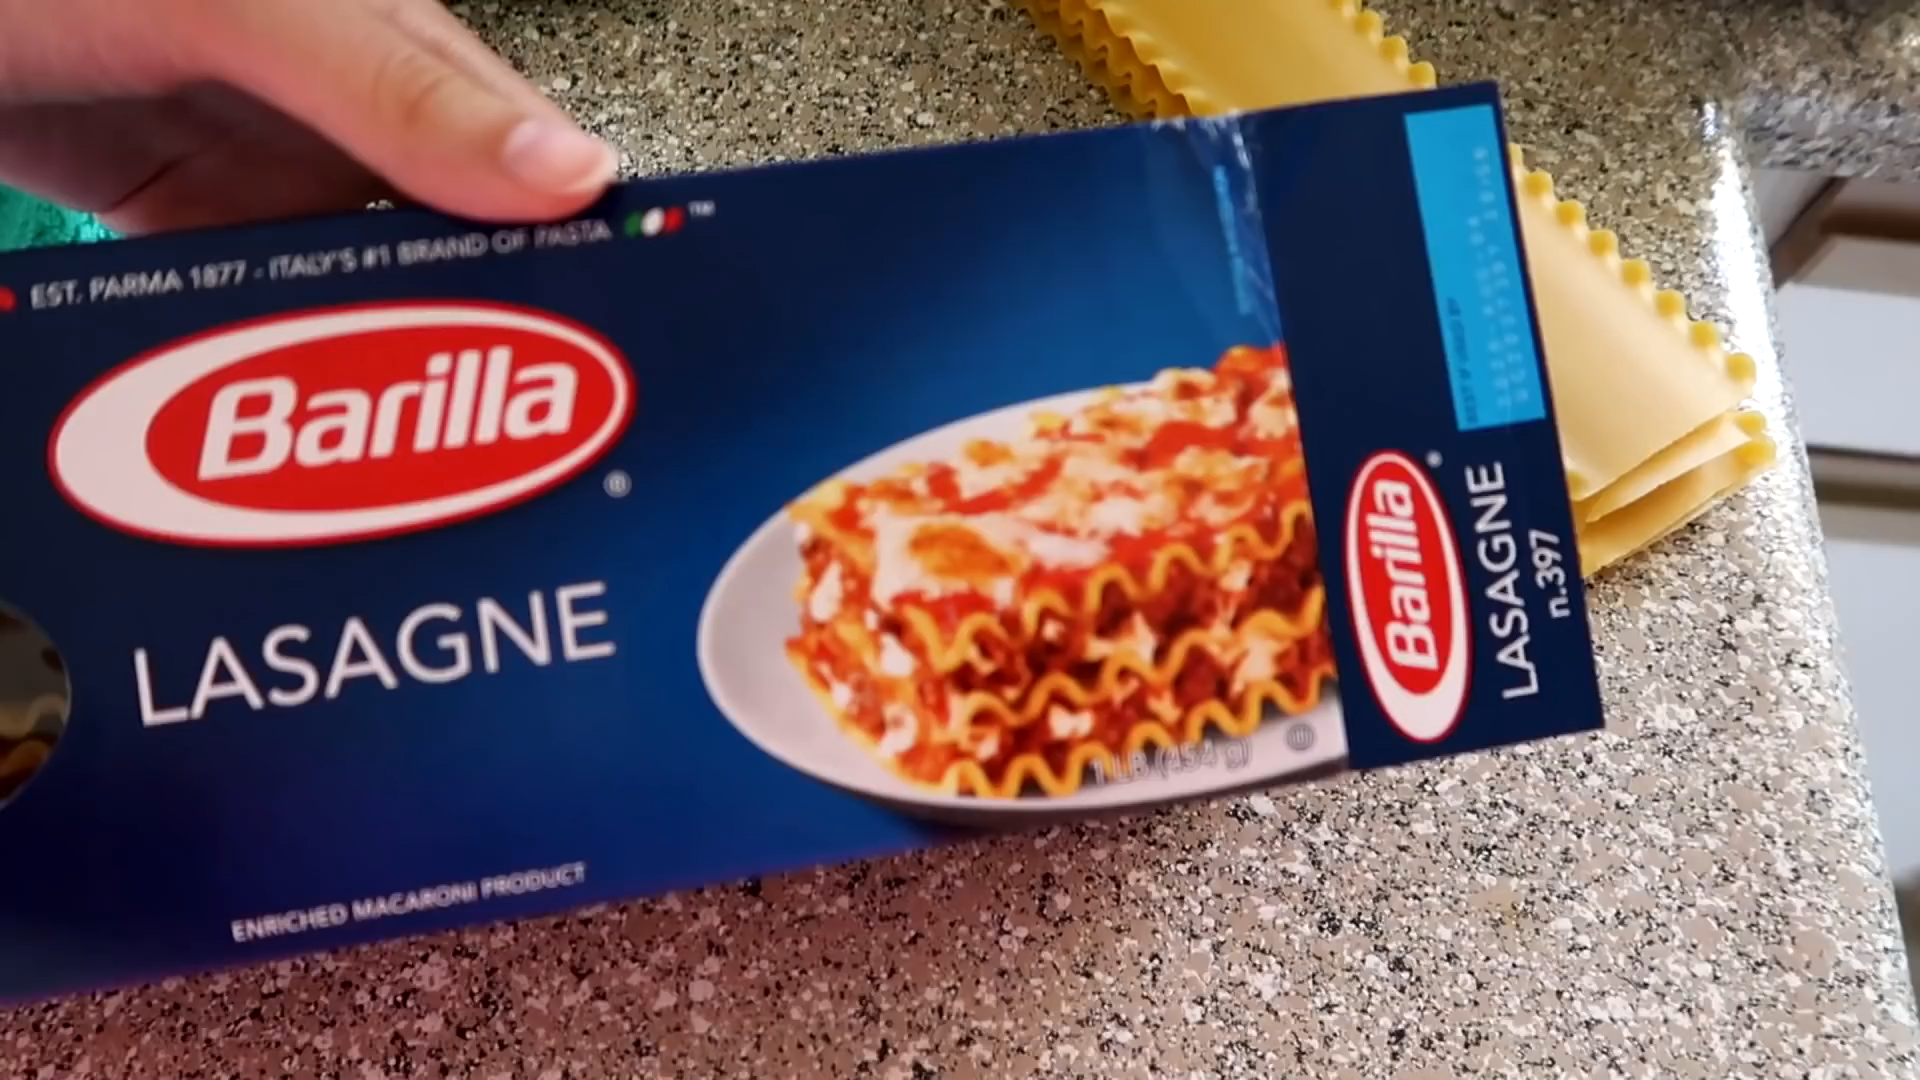 EST. PARMA 1877 - ITALY'S #1 BRAND OF PASTA ™
Barilla ®
LASAGNE
1 LB (454 g)
ENRICHED MACARONI PRODUCT
Barilla
LASAGNE
n.397